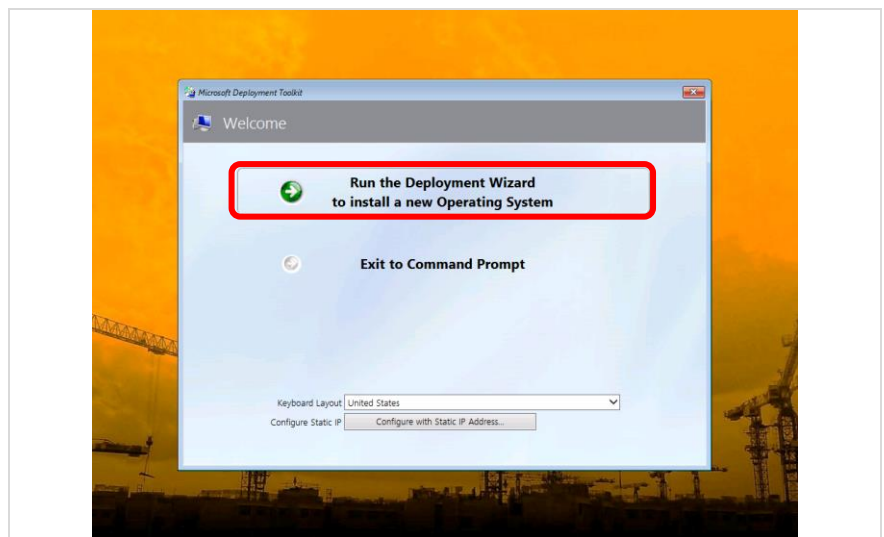 Microsoft Deployment Toolkit
Welcome
Run the Deployment Wizard
to install a new Operating System
Exit to Command Prompt
Keyboard Layout United States
Configure Static IP Configure with Static IP Address...